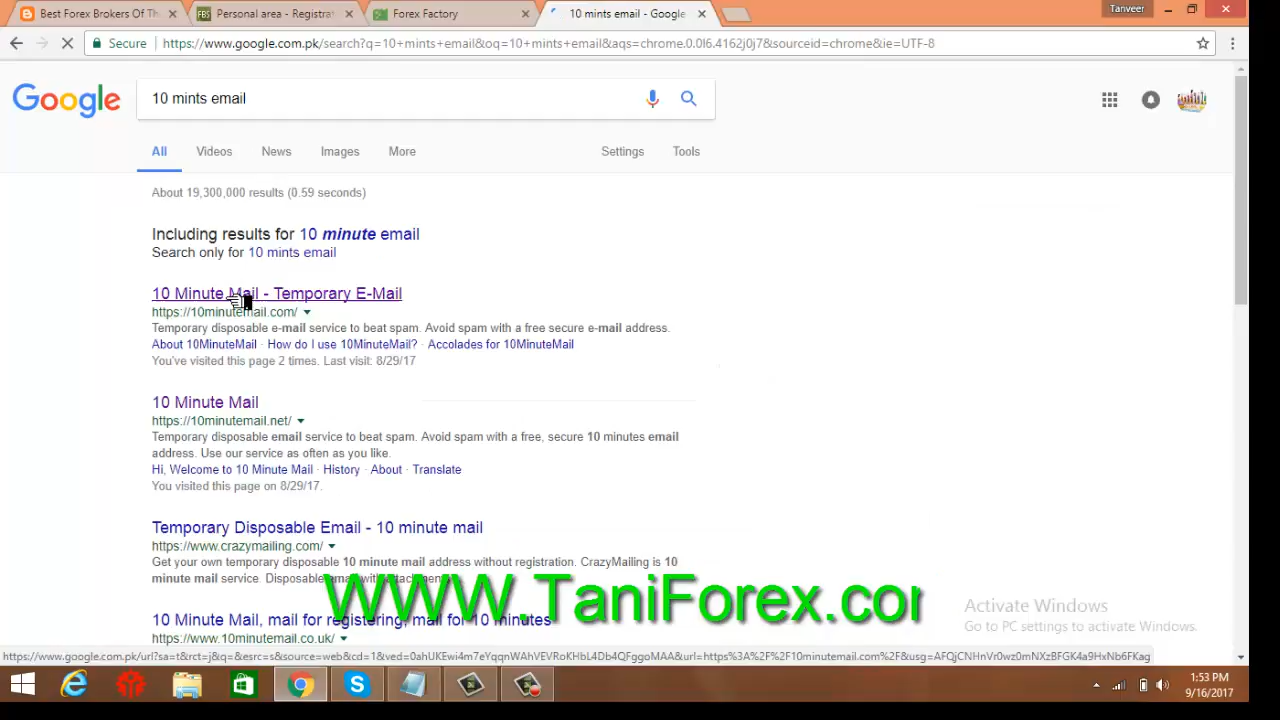 Best Forex Brokers Of Th
Personal area - Registra
Forex Factory
10 mints email - Google
Tanveer
Secure
https://www.google.com.pk/search?q=10+mints+email&oq=10+mints+email&aqs=chrome.0.0l6.4162j0j7&sourceid=chrome&ie=UTF-8
Google
10 mints email
All
Videos
News
Images
More
Settings
Tools
About 19,300,000 results (0.59 seconds)
Including results for 10 minute email
Search only for 10 mints email
10 Minute Mail - Temporary E-Mail
https://10minutemail.com/
Temporary disposable e-mail service to beat spam. Avoid spam with a free secure e-mail address.
About 10MinuteMail · How do I use 10MinuteMail? · Accolades for 10MinuteMail
You've visited this page 2 times. Last visit: 8/29/17
10 Minute Mail
https://10minutemail.net/
Temporary disposable email service to beat spam. Avoid spam with a free, secure 10 minutes email
address. Use our service as often as you like.
Hi, Welcome to 10 Minute Mail · History · About · Translate
You visited this page on 8/29/17.
Temporary Disposable Email - 10 minute mail
https://www.crazymailing.com/
Get your own temporary disposable 10 minute mail address without registration. CrazyMailing is 10
minute mail service. Disposable email with attachment
WWW.TaniForex.com
10 Minute Mail, mail for registering, mail for 10 minutes
https://www.10minutemail.co.uk/
Activate Windows
Go to PC settings to activate Windows.
1:53 PM
9/16/2017